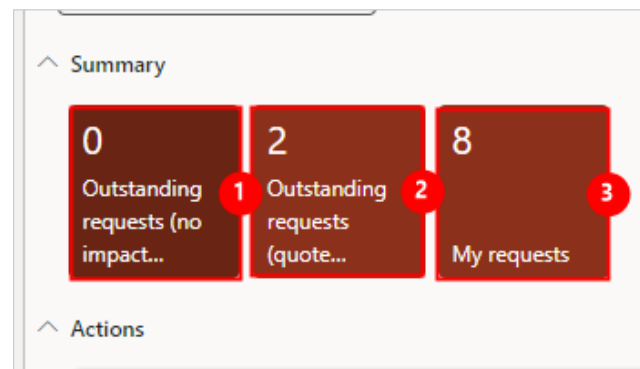 Summary
0
Outstanding
requests (no
impact...
1
2
Outstanding
requests
(quote...
2
8
My requests
3
Actions